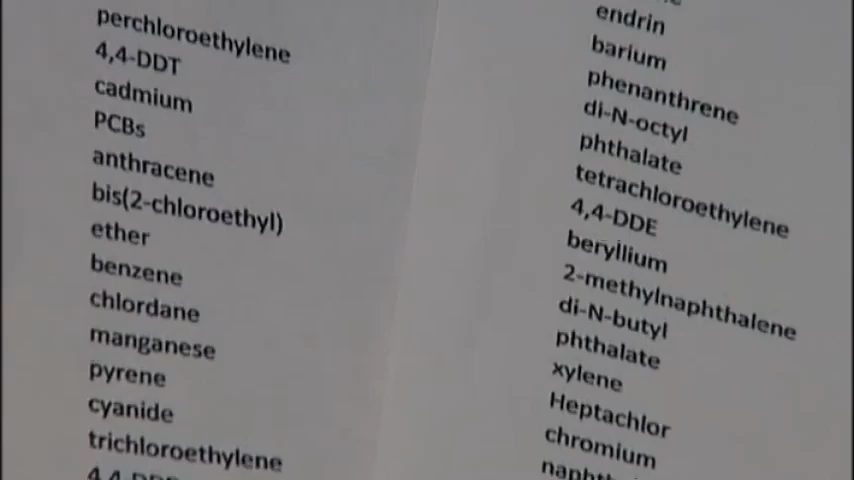 perchloroethylene
4,4-DDT
cadmium
PCBs
anthracene
bis(2-chloroethyl)
ether
benzene
chlordane
manganese
pyrene
cyanide
trichloroethylene
endrin
barium
phenanthrene
di-N-octyl
phthalate
tetrachloroethylene
4,4-DDE
beryllium
2-methylnaphthalene
di-N-butyl
phthalate
xylene
Heptachlor
chromium